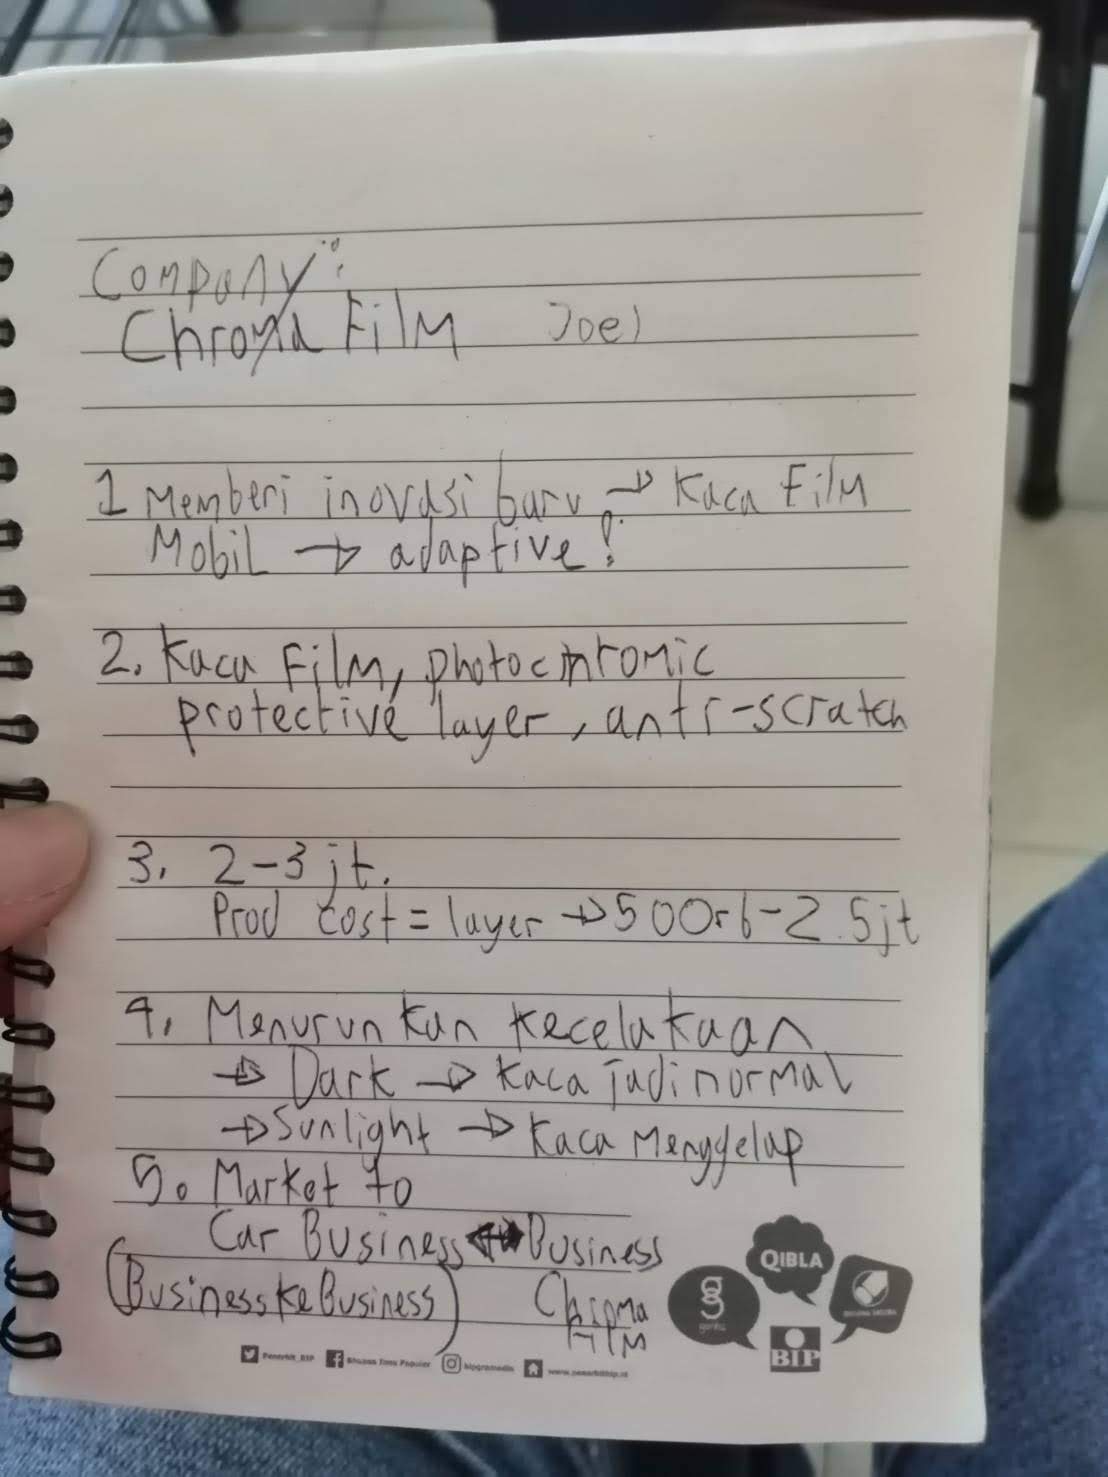 Company:
Chroma Film Joel
1 Memberi inovasi baru → Kaca Film
Mobil → adaptive!
2. Kaca Film, photochromic
protective layer, anti-scratch
3. 2-3 jt.
Prod cost = layer → 500rb - 2.5jt
4. Menurunkan kecelakaan
→ Dark → Kaca jadi normal
→ Sunlight → Kaca Menggelap
5. Market to
Car Business ↔ Business
(Business ke Business) Chroma
Film
QIBLA
BIP
Penerbit_BIP Bhuana Ilmu Populer bipgramedia www.penerbitbip.id